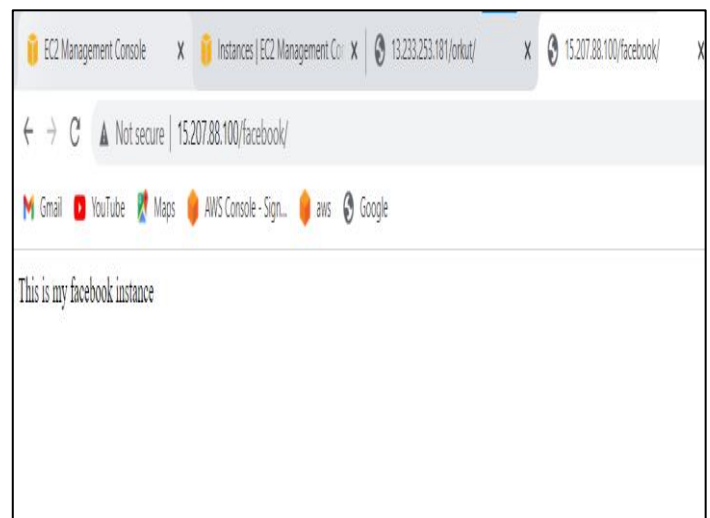 EC2 Management Console X Instances | EC2 Management Co X 13.233.253.181/orkut/ X 15.207.88.100/facebook/ X
Not secure | 15.207.88.100/facebook/
Gmail YouTube Maps AWS Console - Sign... aws Google
This is my facebook instance